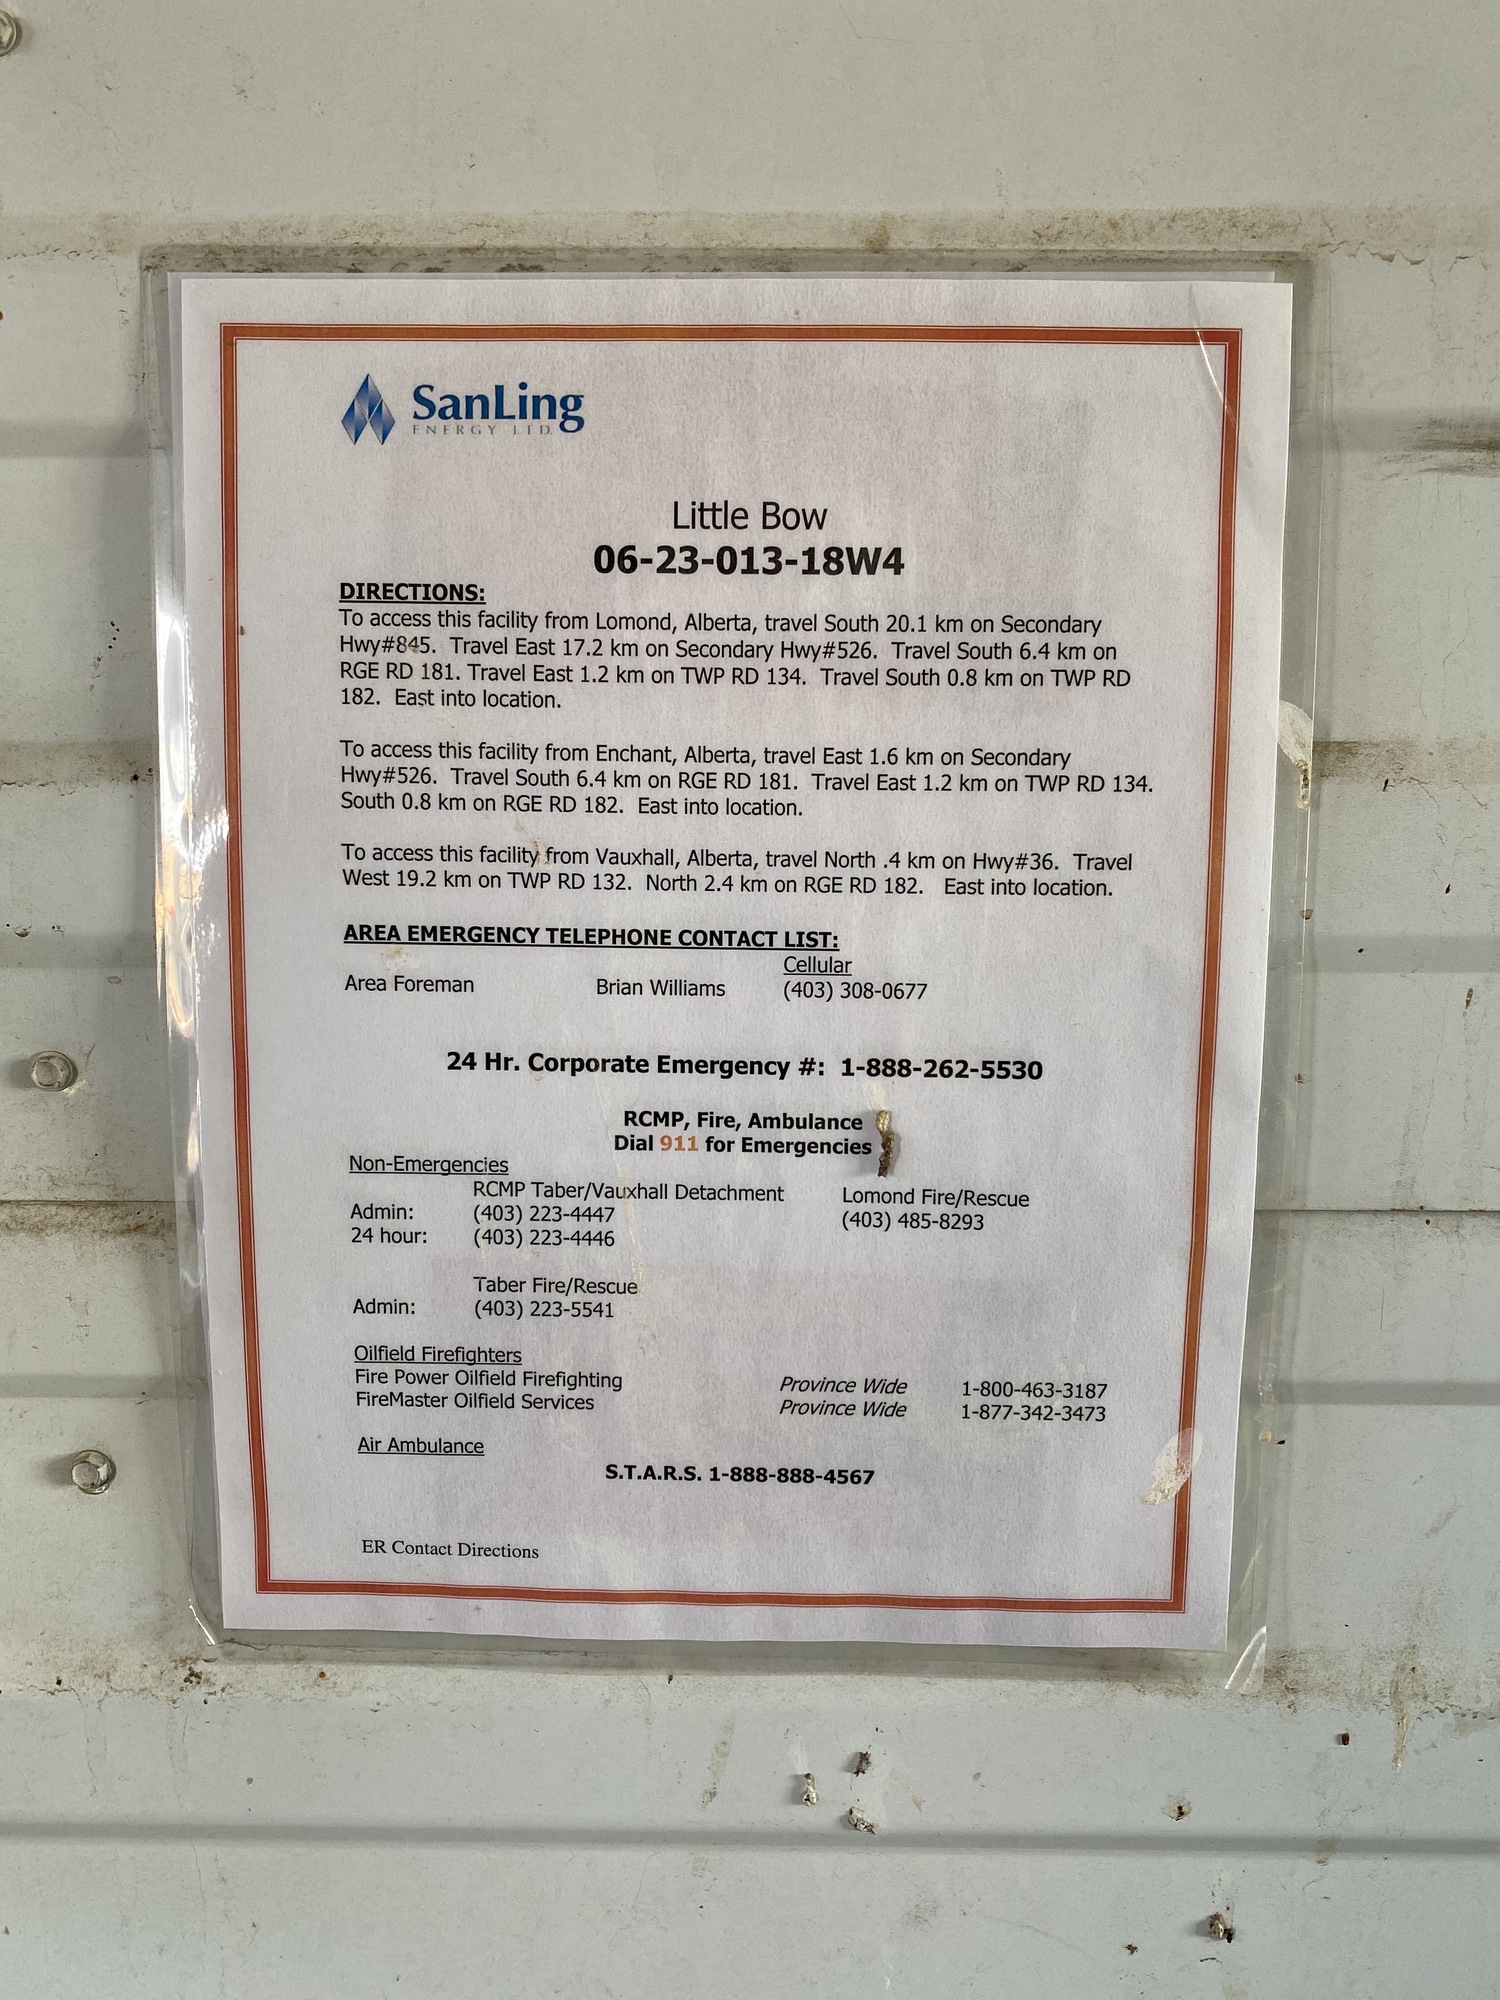 SanLing
ENERGY LTD.
Little Bow
06-23-013-18W4
DIRECTIONS:
To access this facility from Lomond, Alberta, travel South 20.1 km on Secondary
Hwy#845. Travel East 17.2 km on Secondary Hwy#526. Travel South 6.4 km on
RGE RD 181. Travel East 1.2 km on TWP RD 134. Travel South 0.8 km on TWP RD
182. East into location.
To access this facility from Enchant, Alberta, travel East 1.6 km on Secondary
Hwy#526. Travel South 6.4 km on RGE RD 181. Travel East 1.2 km on TWP RD 134.
South 0.8 km on RGE RD 182. East into location.
To access this facility from Vauxhall, Alberta, travel North .4 km on Hwy#36. Travel
West 19.2 km on TWP RD 132. North 2.4 km on RGE RD 182. East into location.
AREA EMERGENCY TELEPHONE CONTACT LIST:
Cellular
Area Foreman Brian Williams (403) 308-0677
24 Hr. Corporate Emergency #: 1-888-262-5530
RCMP, Fire, Ambulance
Dial 911 for Emergencies
Non-Emergencies
RCMP Taber/Vauxhall Detachment Lomond Fire/Rescue
Admin: (403) 223-4447 (403) 485-8293
24 hour: (403) 223-4446
Taber Fire/Rescue
Admin: (403) 223-5541
Oilfield Firefighters
Fire Power Oilfield Firefighting Province Wide 1-800-463-3187
FireMaster Oilfield Services Province Wide 1-877-342-3473
Air Ambulance
S.T.A.R.S. 1-888-888-4567
ER Contact Directions